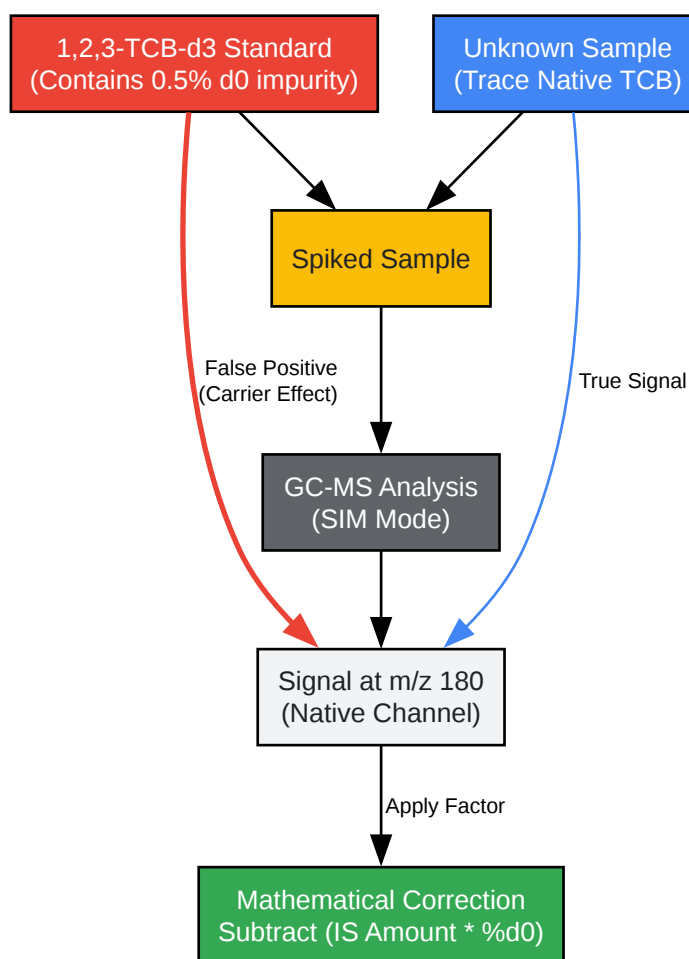 1,2,3-TCB-d3 Standard
(Contains 0.5% d0 impurity)
Unknown Sample
(Trace Native TCB)
Spiked Sample
False Positive
(Carrier Effect)
True Signal
GC-MS Analysis
(SIM Mode)
Signal at m/z 180
(Native Channel)
Apply Factor
Mathematical Correction
Subtract (IS Amount * %d0)